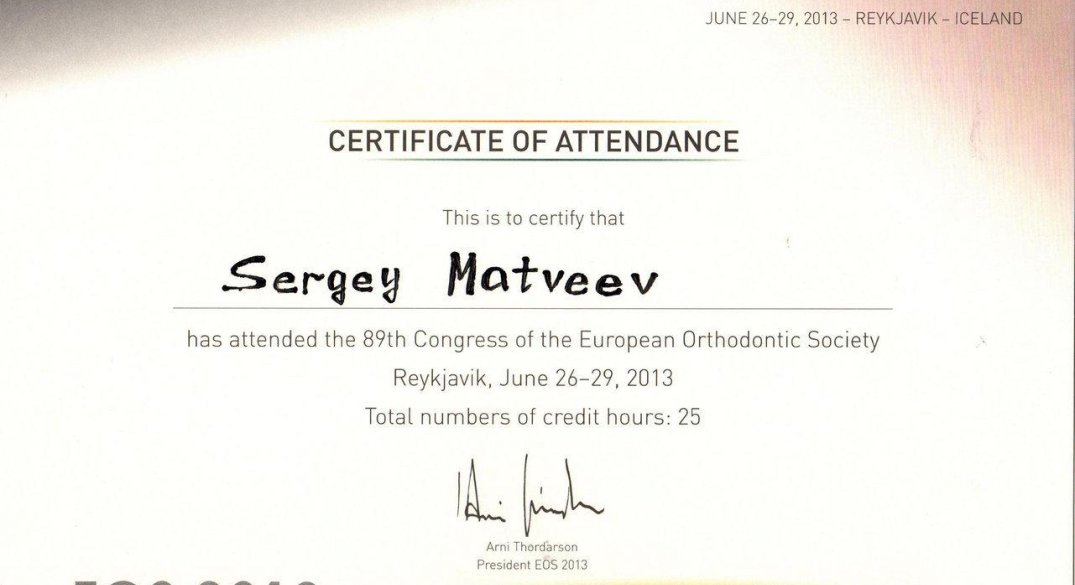 JUNE 26–29, 2013 – REYKJAVIK – ICELAND
CERTIFICATE OF ATTENDANCE
This is to certify that
Sergey Matveev
has attended the 89th Congress of the European Orthodontic Society
Reykjavik, June 26–29, 2013
Total numbers of credit hours: 25
Arni Thordarson
President EOS 2013